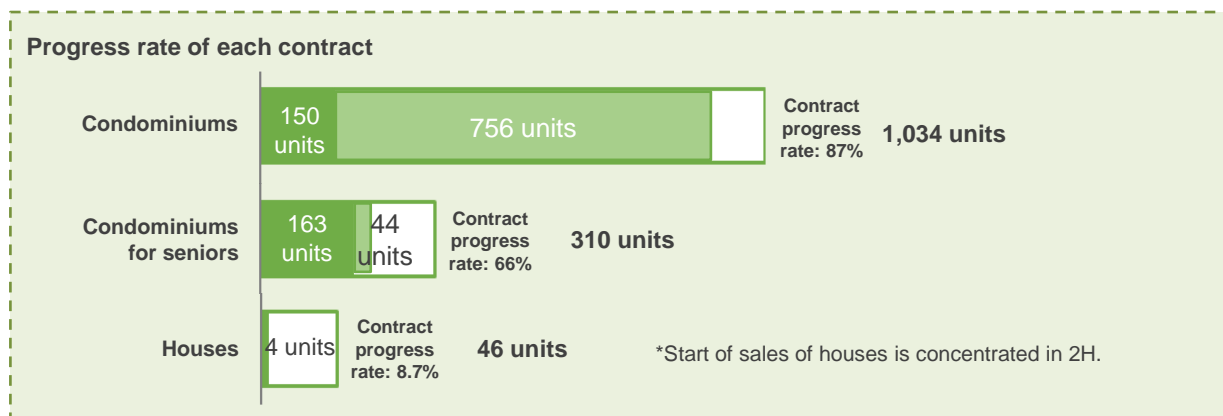 Progress rate of each contract
Condominiums
150
units
756 units
Contract
progress
rate: 87%
1,034 units
Condominiums
for seniors
163
units
44
units
Contract
progress
rate: 66%
310 units
Houses
4 units
Contract
progress
rate: 8.7%
46 units
*Start of sales of houses is concentrated in 2H.